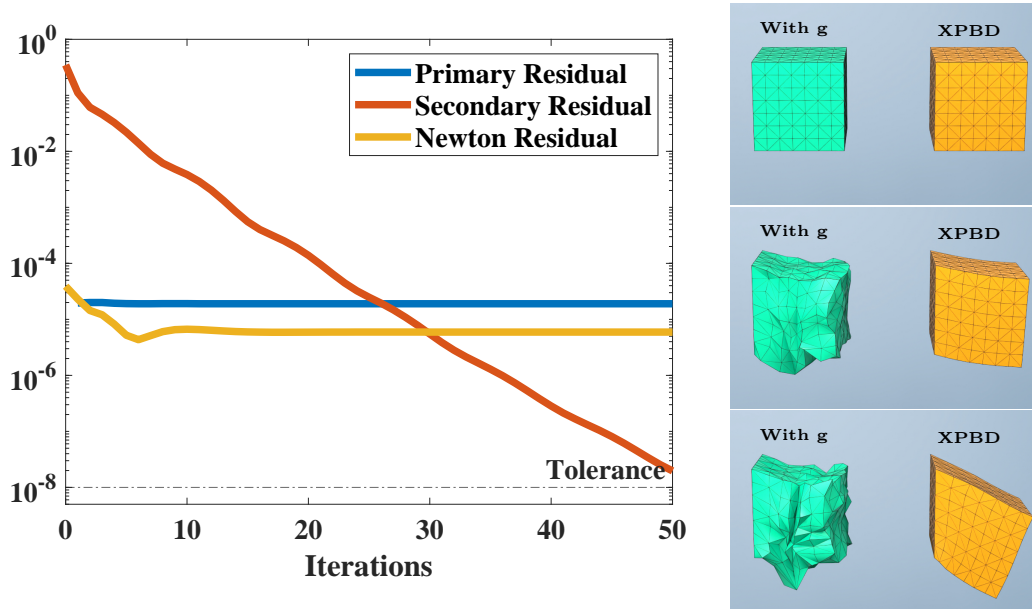 10^0
10^-2
10^-4
10^-6
10^-8
Primary Residual
Secondary Residual
Newton Residual
Tolerance
0 10 20 30 40 50
Iterations
With g XPBD
With g XPBD
With g XPBD